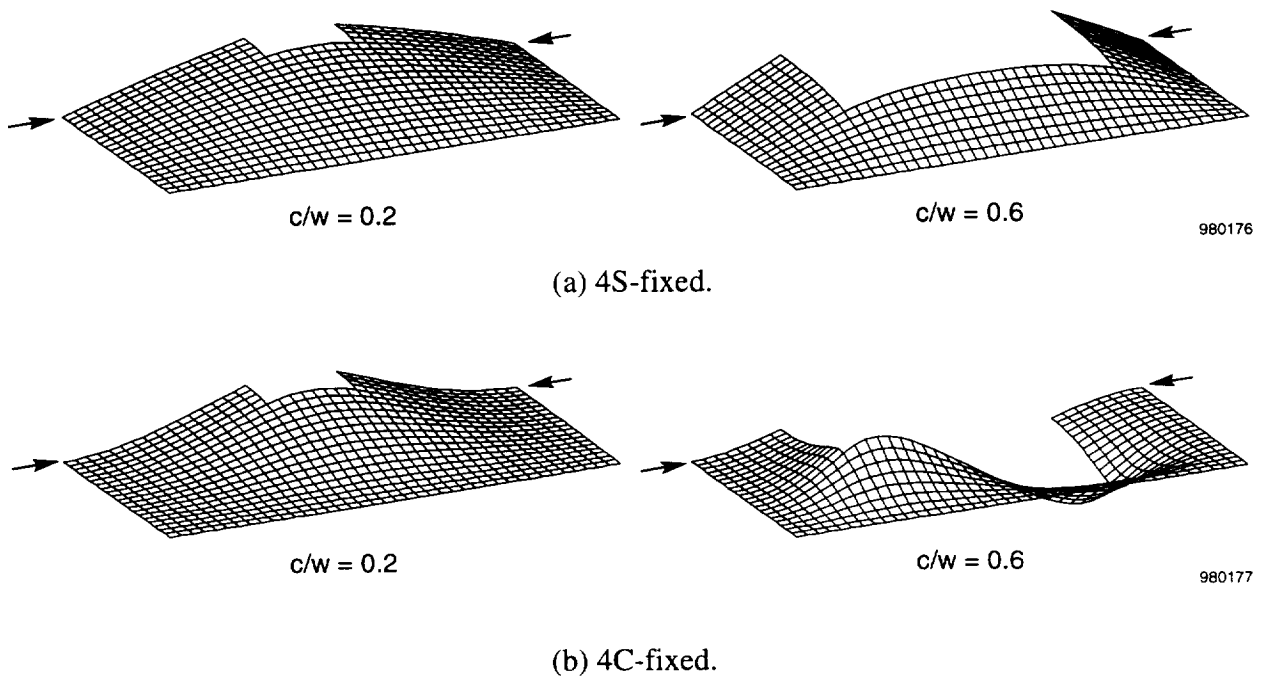 c/w = 0.2
c/w = 0.6
980176
(a) 4S-fixed.
c/w = 0.2
c/w = 0.6
980177
(b) 4C-fixed.